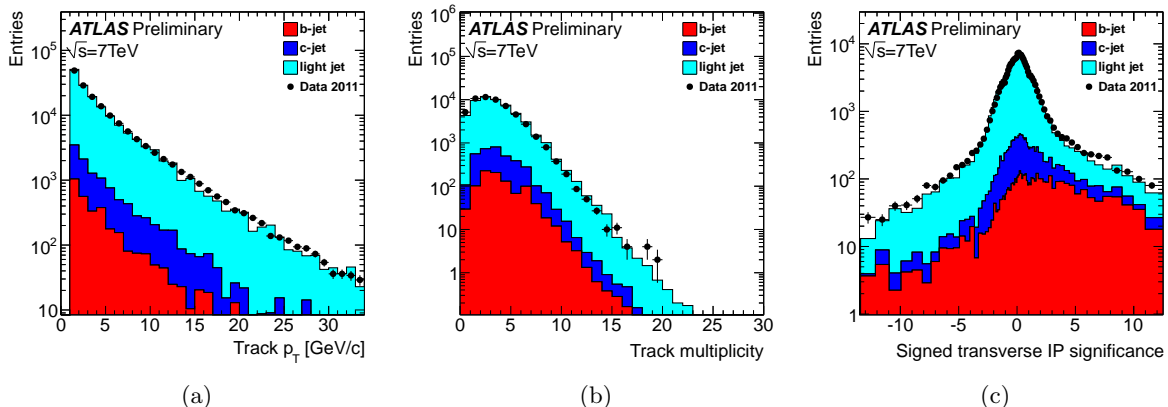 Entries
10⁵
10⁴
10³
10²
10
ATLAS Preliminary
√s=7TeV
b-jet
c-jet
light jet
Data 2011
0 5 10 15 20 25 30
Track p_T [GeV/c]
(a)
Entries
10⁶
10⁵
10⁴
10³
10²
10
1
ATLAS Preliminary
√s=7TeV
b-jet
c-jet
light jet
Data 2011
0 5 10 15 20 25 30
Track multiplicity
(b)
Entries
10⁴
10³
10²
10
1
ATLAS Preliminary
√s=7TeV
b-jet
c-jet
light jet
Data 2011
-10 -5 0 5 10
Signed transverse IP significance
(c)